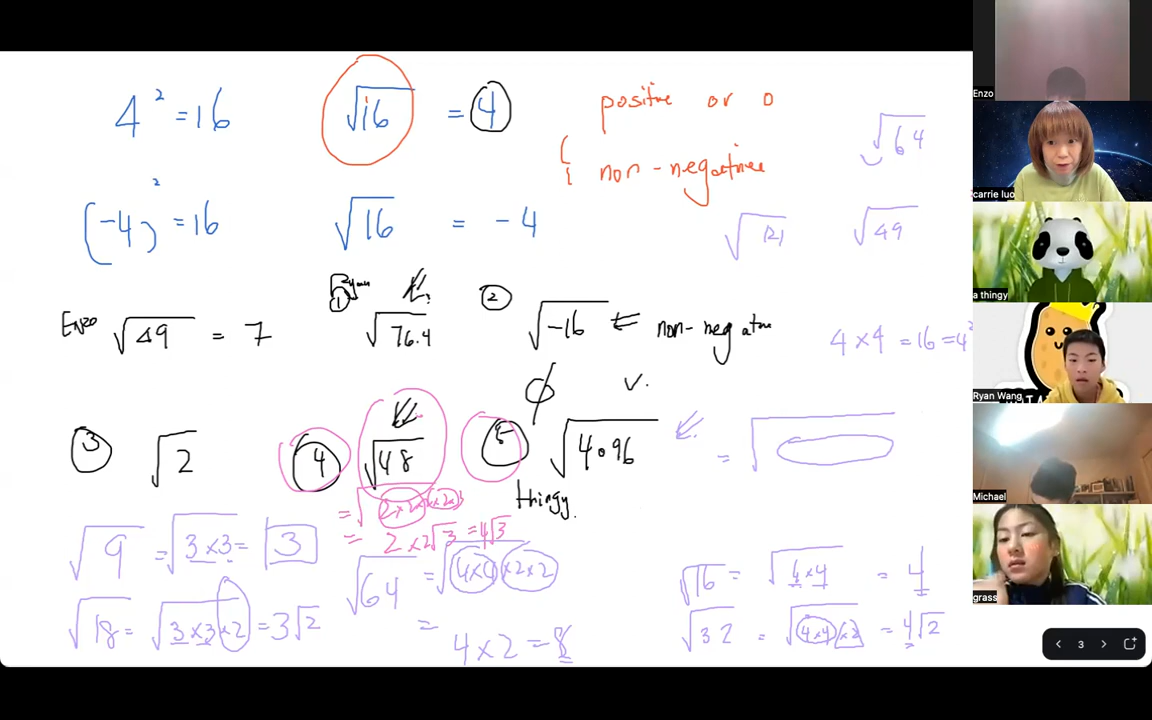 4² = 16
√16 = 4
positive or 0
non-negative
√64
(-4)² = 16
√16 = -4
√121
√49
Enzo √49 = 7
①
√76.4
②
√-16
non-negative
4×4 = 16 = 4²
③ √2
④ √48
5
√4096
=
√
thingy.
= √2×2×2×2×3
= 2×2√3 = 4√3
√9 = √3×3 = 3
√64 = √4×4×2×2
=
4×2 = 8
√18 = √3×3×2 = 3√2
√16 = √4×4 = 4
√32 = √4×4×2 = 4√2
Enzo
carrie luo
a thingy
Ryan Wang
Michael
grass
3